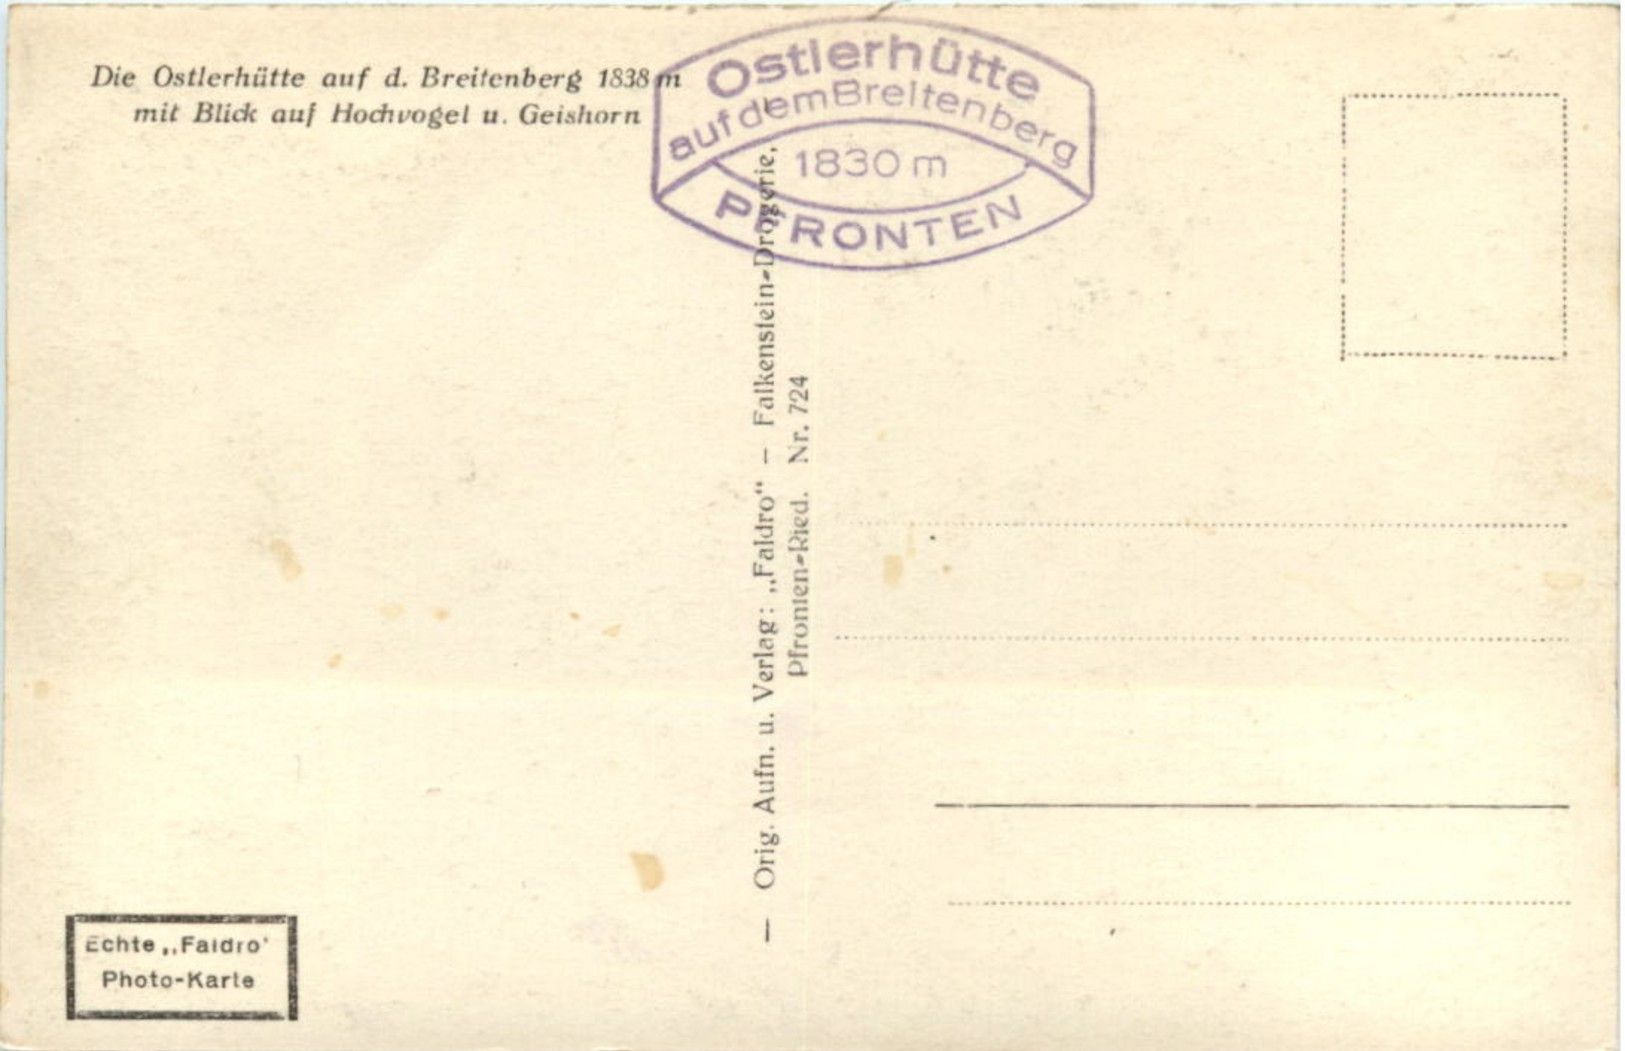 Die Ostlerhütte auf d. Breitenberg 1838 m
mit Blick auf Hochvogel u. Geishorn
Ostlerhütte
auf dem Breitenberg
1830 m
PFRONTEN
— Orig. Aufn. u. Verlag: „Faldro“ — Falkenstein-Drogerie,
Pfronten-Ried. Nr. 724
Echte „Faldro“
Photo-Karte